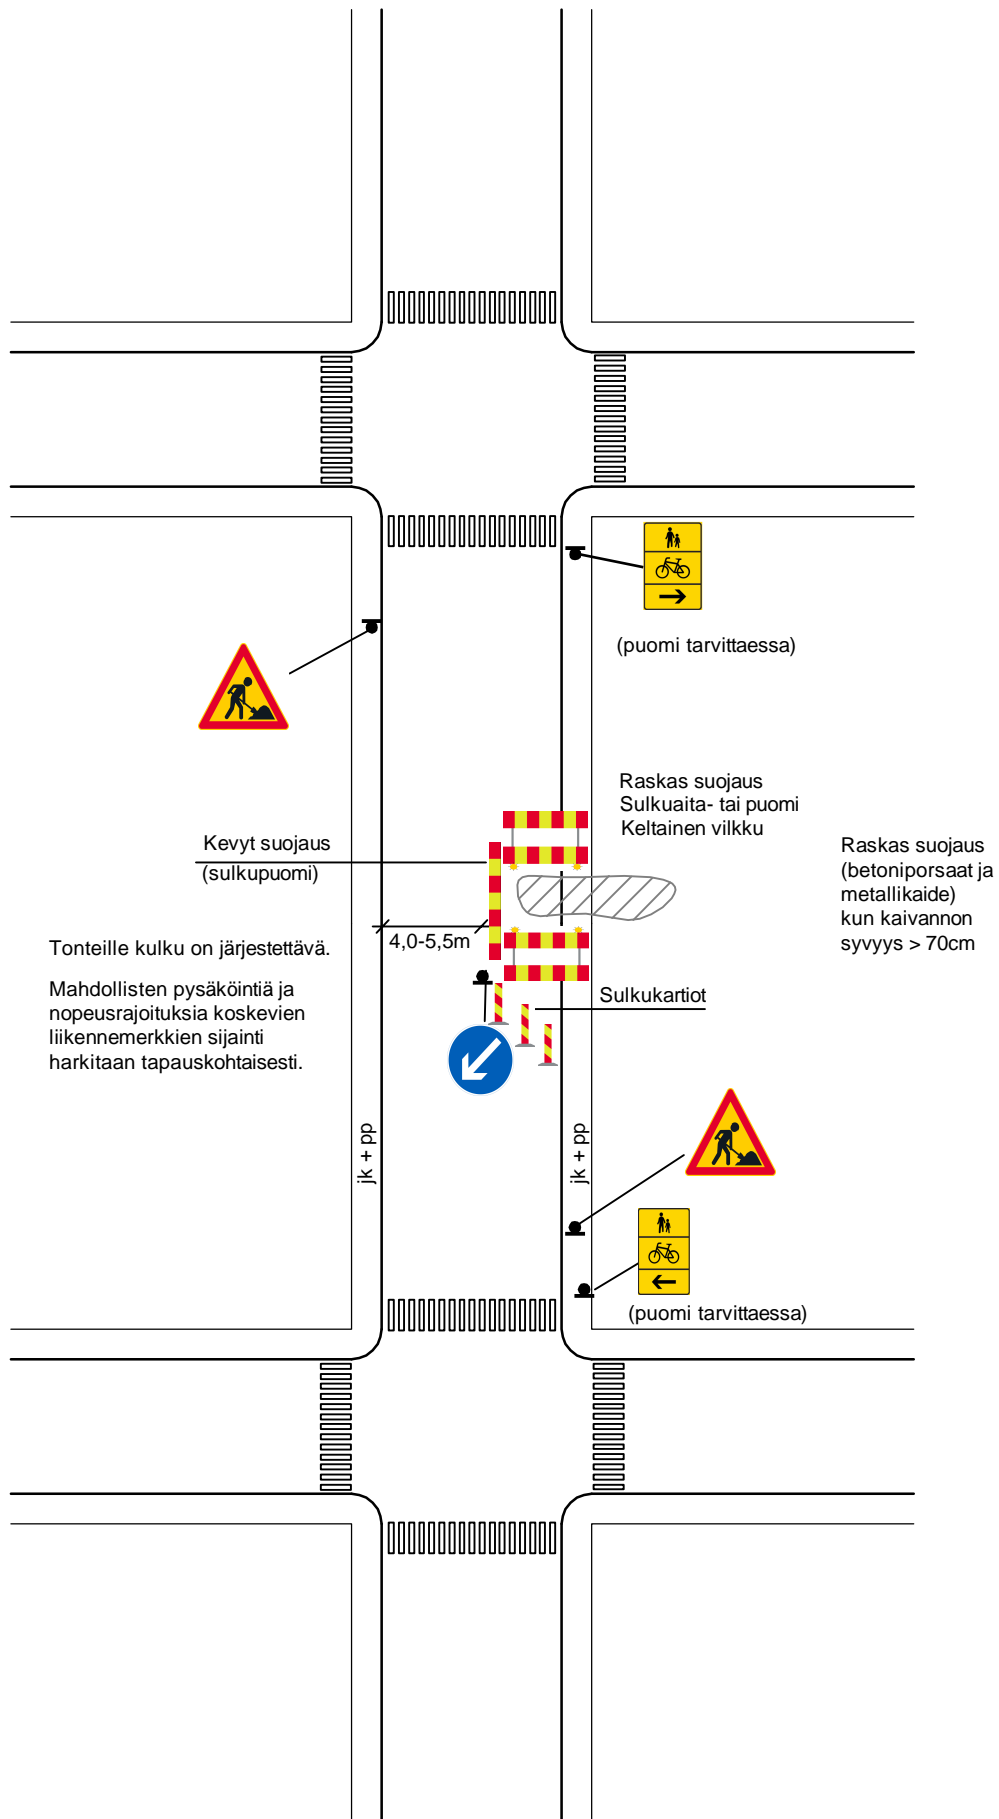 (puomi tarvittaessa)
Raskas suojaus
Sulkuaita- tai puomi
Keltainen vilkku
Kevyt suojaus
(sulkupuomi)
Raskas suojaus
(betoniporsaat ja
metallikaide)
kun kaivannon
syvyys > 70cm
4,0-5,5m
Tonteille kulku on järjestettävä.
Mahdollisten pysäköintiä ja
nopeusrajoituksia koskevien
liikennemerkkien sijainti
harkitaan tapauskohtaisesti.
Sulkukartiot
jk + pp
jk + pp
(puomi tarvittaessa)